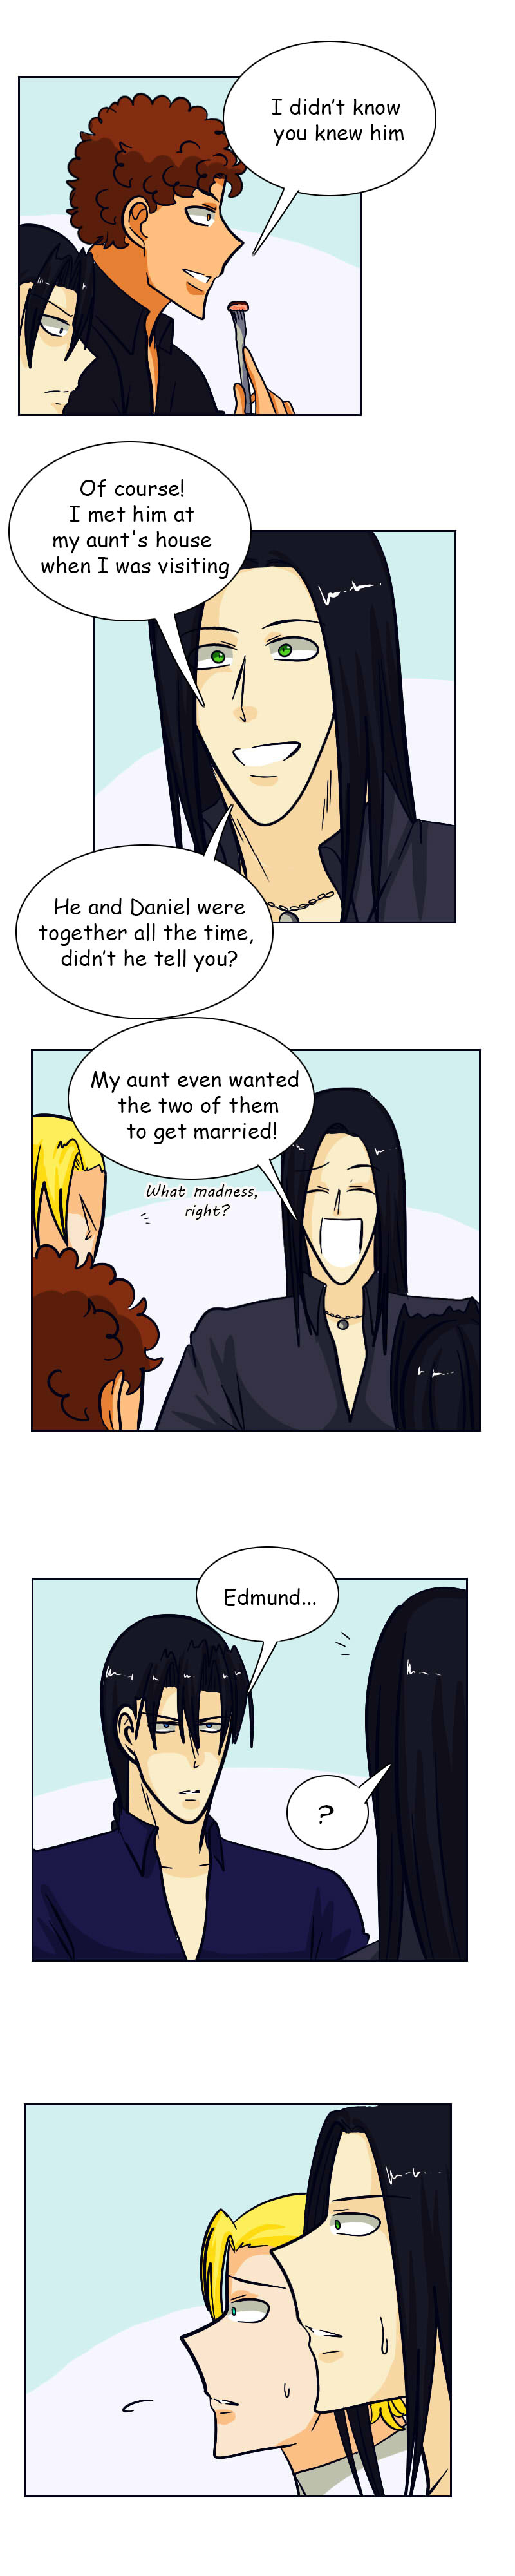 I didn't know
you knew him
Of course!
I met him at
my aunt's house
when I was visiting
He and Daniel were
together all the time,
didn't he tell you?
My aunt even wanted
the two of them
to get married!
What madness,
right?
Edmund...
?